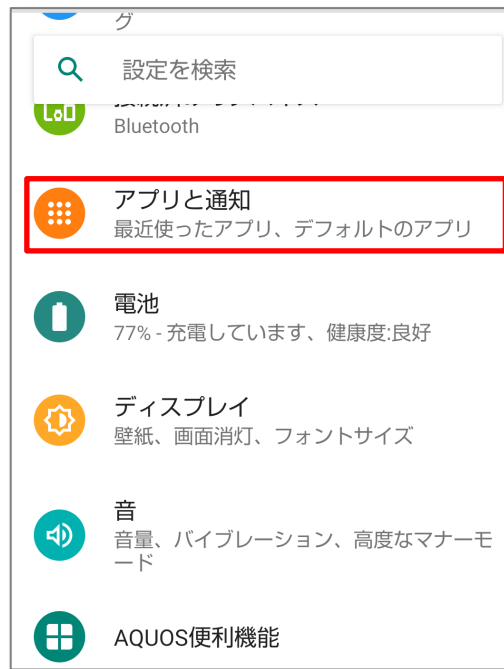 グ
設定を検索
Bluetooth
アプリと通知
最近使ったアプリ、デフォルトのアプリ
電池
77% - 充電しています、健康度:良好
ディスプレイ
壁紙、画面消灯、フォントサイズ
音
音量、バイブレーション、高度なマナーモ
ード
AQUOS便利機能